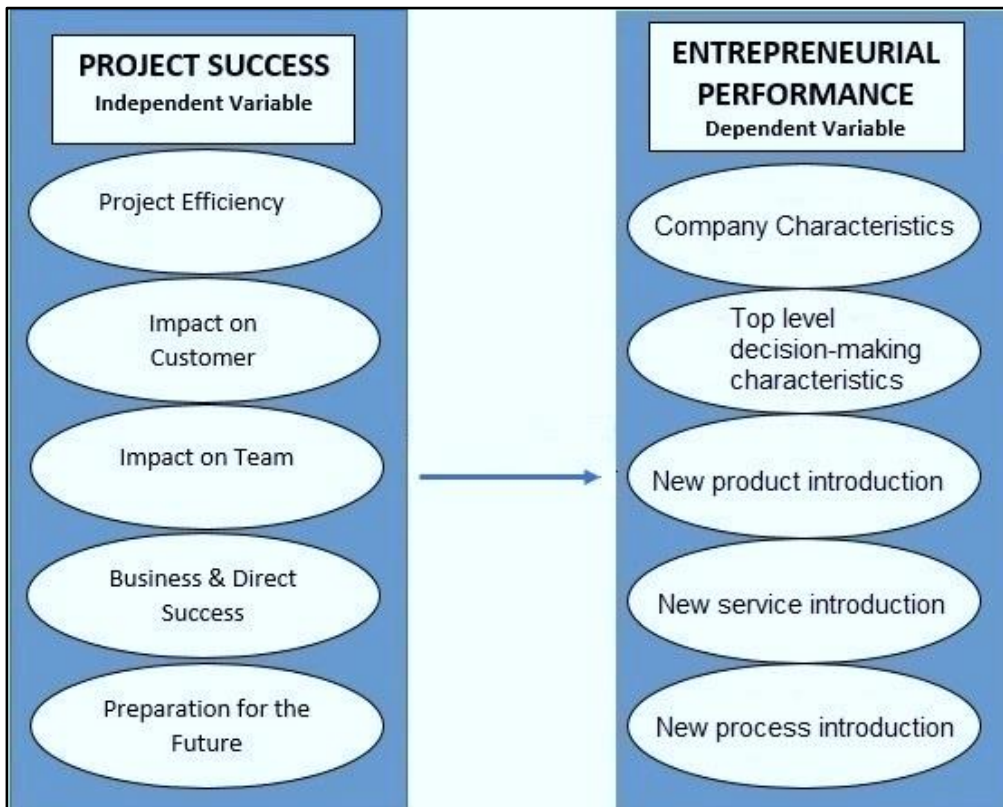 PROJECT SUCCESS
Independent Variable
Project Efficiency
Impact on
Customer
Impact on Team
Business & Direct
Success
Preparation for the
Future
ENTREPRENEURIAL
PERFORMANCE
Dependent Variable
Company Characteristics
Top level
decision-making
characteristics
New product introduction
New service introduction
New process introduction